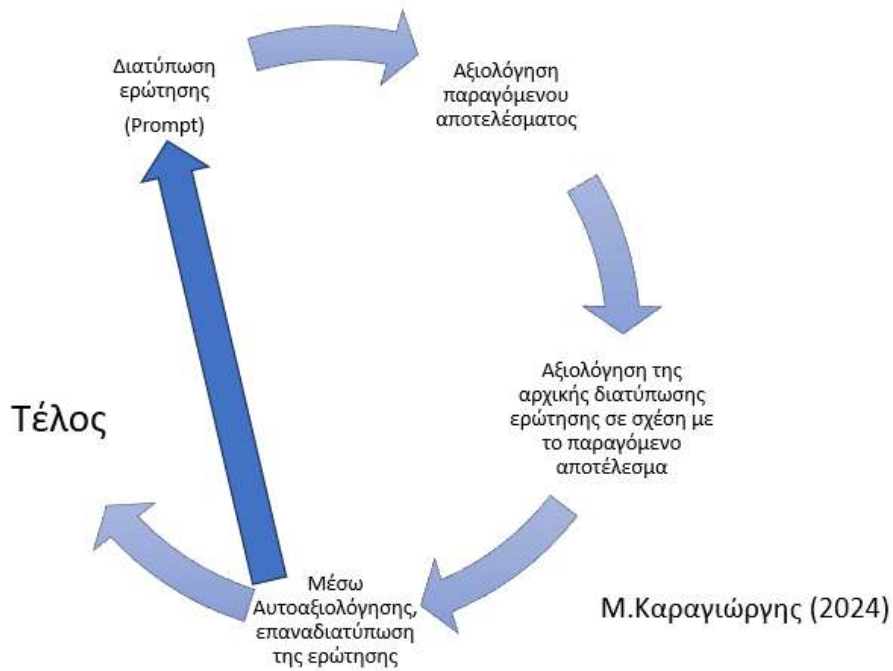 Διατύπωση
ερώτησης
(Prompt)
Αξιολόγηση
παραγόμενου
αποτελέσματος
Αξιολόγηση της
αρχικής διατύπωσης
ερώτησης σε σχέση με
το παραγόμενο
αποτέλεσμα
Μέσω
Αυτοαξιολόγησης,
επαναδιατύπωση
της ερώτησης
Τέλος
Μ.Καραγιώργης (2024)